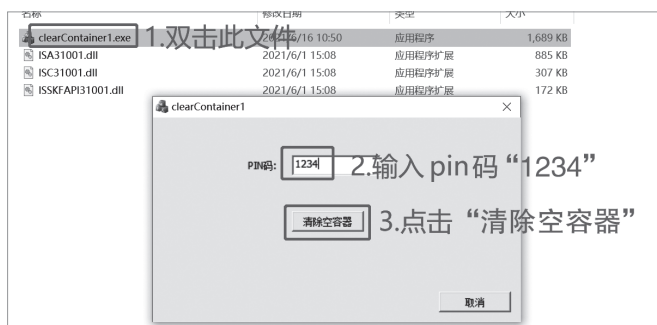 名称 修改日期 类型 大小
clearContainer1.exe 2021/6/16 10:50 应用程序 1,689 KB
1.双击此文件
ISA31001.dll 2021/6/1 15:08 应用程序扩展 885 KB
ISC31001.dll 2021/6/1 15:08 应用程序扩展 307 KB
ISSKFAPI31001.dll 2021/6/1 15:08 应用程序扩展 172 KB
clearContainer1
PIN码: 1234 2.输入 pin 码 “1234”
清除空容器 3.点击 “清除空容器”
取消